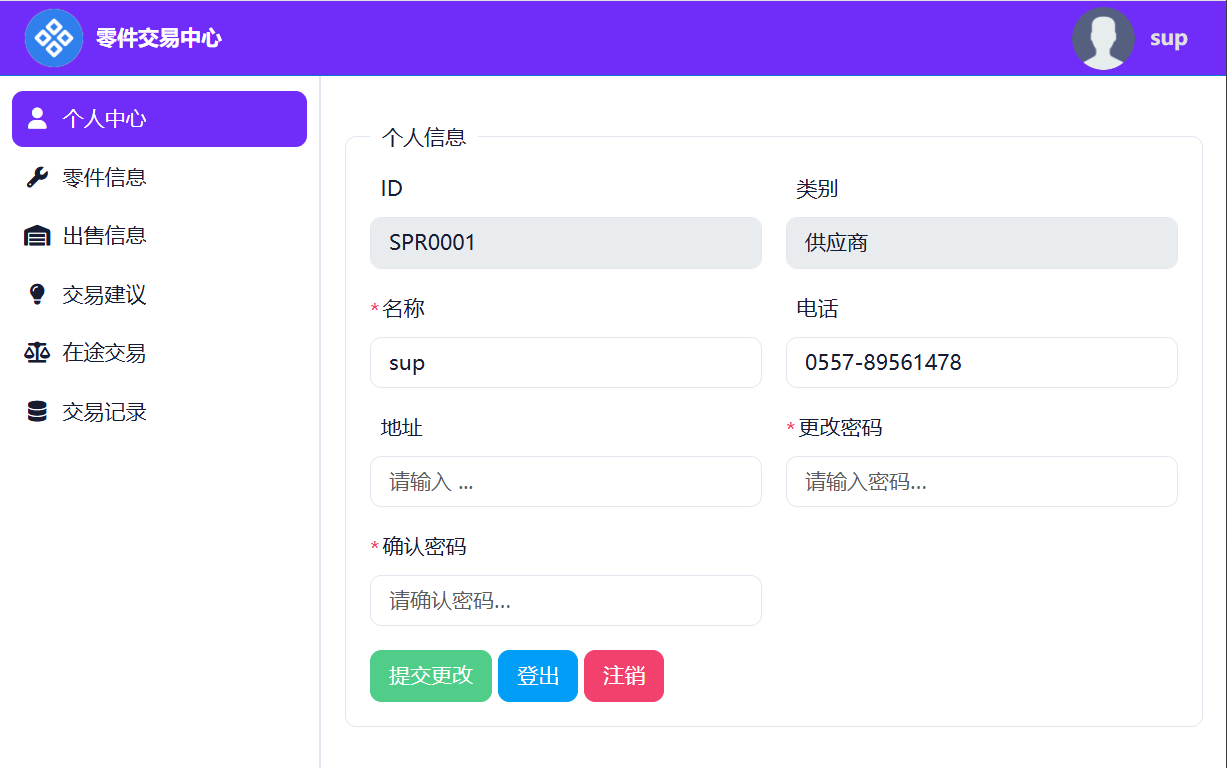 零件交易中心
sup
个人中心
零件信息
出售信息
交易建议
在途交易
交易记录
个人信息
ID
类别
SPR0001
供应商
*名称
电话
sup
0557-89561478
地址
*更改密码
请输入 ...
请输入密码...
*确认密码
请确认密码...
提交更改 登出 注销